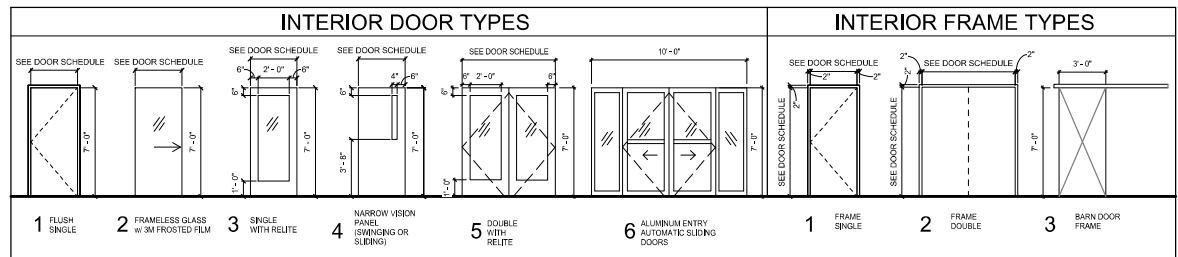 INTERIOR DOOR TYPES
SEE DOOR SCHEDULE
7' - 0"
1 FLUSH
SINGLE
SEE DOOR SCHEDULE
7' - 0"
2 FRAMELESS GLASS
w/ 3M FROSTED FILM
SEE DOOR SCHEDULE
6" 2' - 0" 6"
6"
7' - 0"
1' - 0"
3 SINGLE
WITH RELITE
SEE DOOR SCHEDULE
4" 6"
6"
3' - 8"
7' - 0"
4 NARROW VISION
PANEL
(SWINGING OR
SLIDING)
SEE DOOR SCHEDULE
6" 2' - 0" 6"
6"
7' - 0"
1' - 0"
5 DOUBLE
WITH
RELITE
10' - 0"
7' - 0"
6 ALUMINUM ENTRY
AUTOMATIC SLIDING
DOORS
INTERIOR FRAME TYPES
SEE DOOR SCHEDULE
2" 2"
2"
SEE DOOR SCHEDULE
1 FRAME
SINGLE
2" 2"
SEE DOOR SCHEDULE
2"
SEE DOOR SCHEDULE
2 FRAME
DOUBLE
3' - 0"
7' - 0"
3 BARN DOOR
FRAME